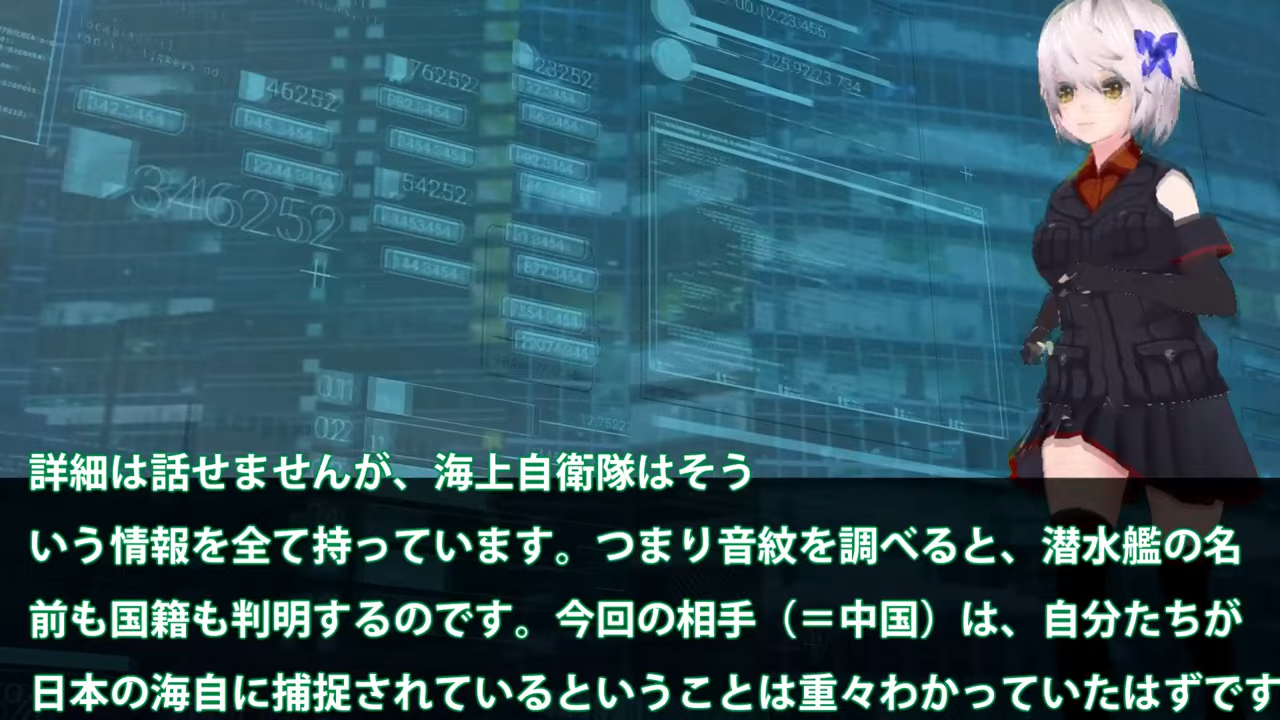 346252
46252
76252
54252
詳細は話せませんが、海上自衛隊はそう
いう情報を全て持っています。つまり音紋を調べると、潜水艦の名
前も国籍も判明するのです。今回の相手（＝中国）は、自分たちが
日本の海自に捕捉されているということは重々わかっていたはずです